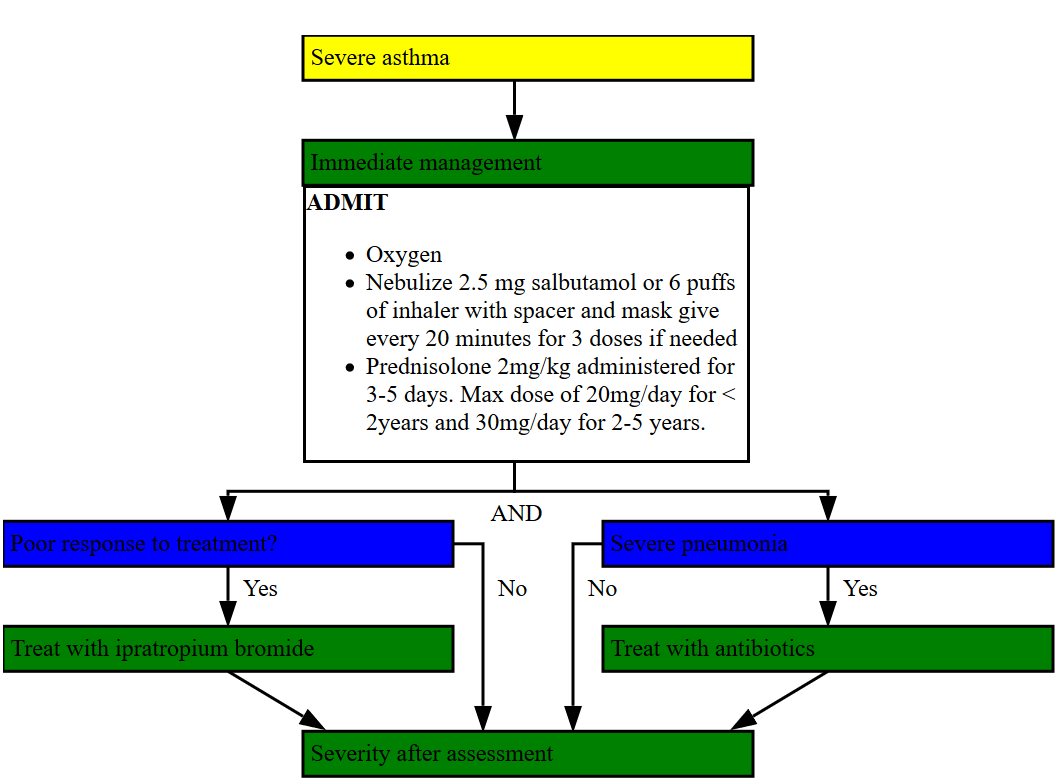 Severe asthma
Immediate management
ADMIT
• Oxygen
• Nebulize 2.5 mg salbutamol or 6 puffs
of inhaler with spacer and mask give
every 20 minutes for 3 doses if needed
• Prednisolone 2mg/kg administered for
3-5 days. Max dose of 20mg/day for <
2years and 30mg/day for 2-5 years.
AND
Poor response to treatment?
Severe pneumonia
Yes
No
No
Yes
Treat with ipratropium bromide
Treat with antibiotics
Severity after assessment